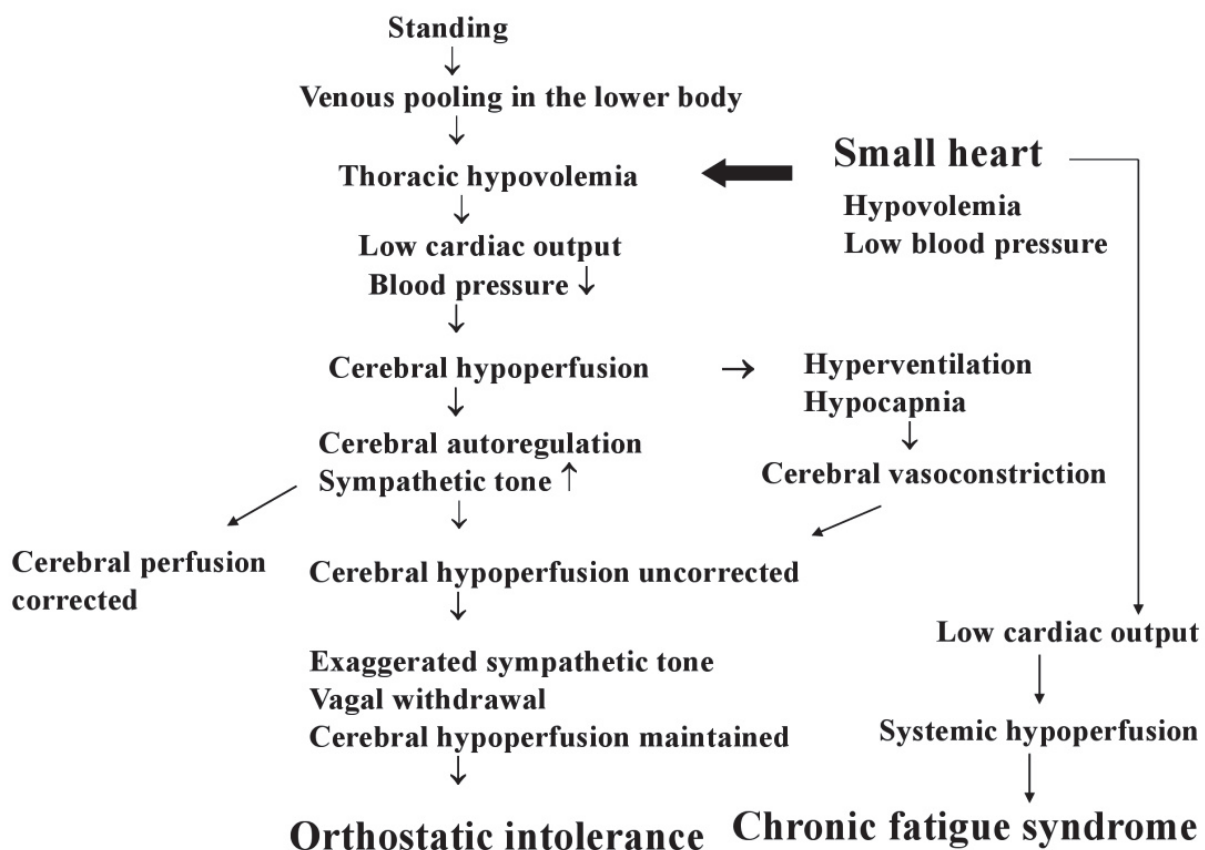 Standing
↓
Venous pooling in the lower body
↓
Thoracic hypovolemia
Small heart
Hypovolemia
Low blood pressure
↓
Low cardiac output
Blood pressure ↓
↓
Cerebral hypoperfusion
→
Hyperventilation
Hypocapnia
↓
Cerebral autoregulation
Sympathetic tone ↑
↓
Cerebral vasoconstriction
↓
Cerebral perfusion
corrected
Cerebral hypoperfusion uncorrected
↓
Exaggerated sympathetic tone
Vagal withdrawal
Cerebral hypoperfusion maintained
↓
Orthostatic intolerance
Low cardiac output
Systemic hypoperfusion
Chronic fatigue syndrome